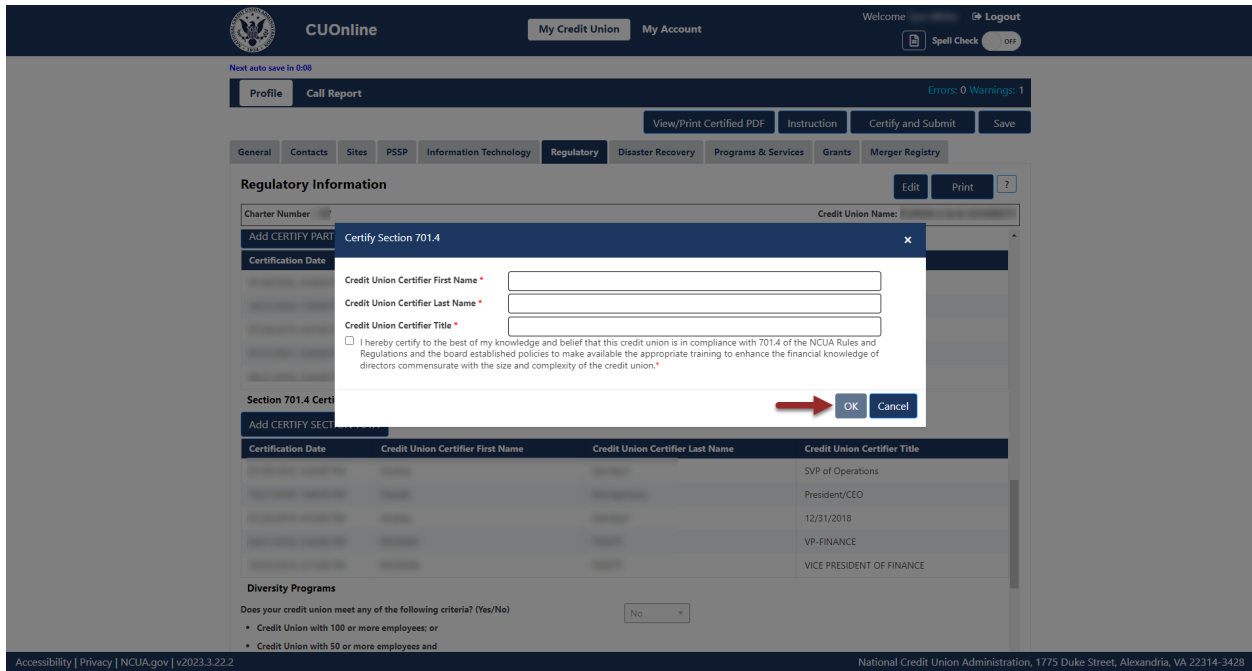 CUOnline
My Credit Union
My Account
Welcome
Logout
Spell Check OFF
Next auto save in 0:08
Profile
Call Report
Errors: 0 Warnings: 1
View/Print Certified PDF
Instruction
Certify and Submit
Save
General
Contacts
Sites
PSSP
Information Technology
Regulatory
Disaster Recovery
Programs & Services
Grants
Merger Registry
Regulatory Information
Edit
Print
?
Charter Number
Credit Union Name:
Add CERTIFY PART
Certify Section 701.4
×
Certification Date
Credit Union Certifier First Name *
Credit Union Certifier Last Name *
Credit Union Certifier Title *
I hereby certify to the best of my knowledge and belief that this credit union is in compliance with 701.4 of the NCUA Rules and
Regulations and the board established policies to make available the appropriate training to enhance the financial knowledge of
directors commensurate with the size and complexity of the credit union.*
OK
Cancel
Section 701.4 Certi
Add CERTIFY SECT
Certification Date
Credit Union Certifier First Name
Credit Union Certifier Last Name
Credit Union Certifier Title
SVP of Operations
President/CEO
12/31/2018
VP-FINANCE
VICE PRESIDENT OF FINANCE
Diversity Programs
Does your credit union meet any of the following criteria? (Yes/No)
No
• Credit Union with 100 or more employees; or
• Credit Union with 50 or more employees and
Accessibility | Privacy | NCUA.gov | v2023.3.22.2
National Credit Union Administration, 1775 Duke Street, Alexandria, VA 22314-3428